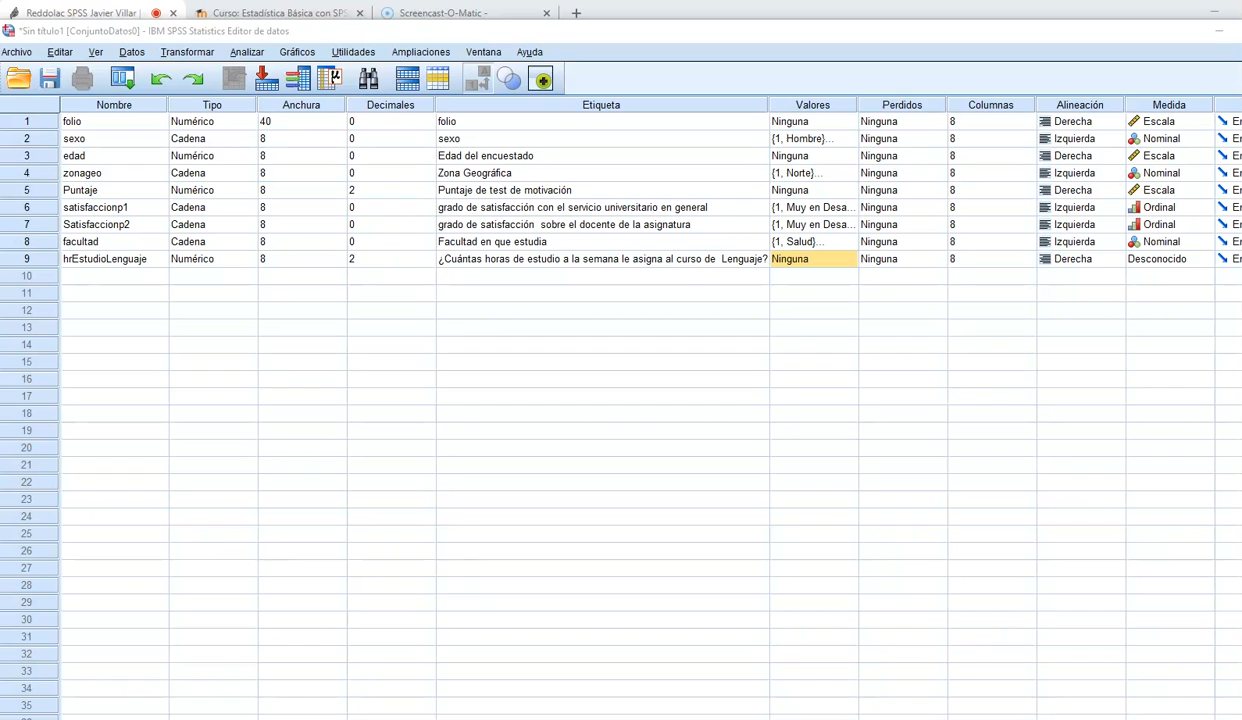 Reddolac SPSS Javier Villar
Curso: Estadística Básica con SPS
Screencast-O-Matic -
*Sin título1 [ConjuntoDatos0] - IBM SPSS Statistics Editor de datos
Archivo Editar Ver Datos Transformar Analizar Gráficos Utilidades Ampliaciones Ventana Ayuda
Nombre Tipo Anchura Decimales Etiqueta Valores Perdidos Columnas Alineación Medida
1 folio Numérico 40 0 folio Ninguna Ninguna 8 Derecha Escala En
2 sexo Cadena 8 0 sexo {1, Hombre}... Ninguna 8 Izquierda Nominal En
3 edad Numérico 8 0 Edad del encuestado Ninguna Ninguna 8 Derecha Escala En
4 zonageo Cadena 8 0 Zona Geográfica {1, Norte}... Ninguna 8 Izquierda Nominal En
5 Puntaje Numérico 8 2 Puntaje de test de motivación Ninguna Ninguna 8 Derecha Escala En
6 satisfaccionp1 Cadena 8 0 grado de satisfacción con el servicio universitario en general {1, Muy en Desa... Ninguna 8 Izquierda Ordinal En
7 Satisfaccionp2 Cadena 8 0 grado de satisfacción sobre el docente de la asignatura {1, Muy en Desa... Ninguna 8 Izquierda Ordinal En
8 facultad Cadena 8 0 Facultad en que estudia {1, Salud}... Ninguna 8 Izquierda Nominal En
9 hrEstudioLenguaje Numérico 8 2 ¿Cuántas horas de estudio a la semana le asigna al curso de Lenguaje? Ninguna Ninguna 8 Derecha Desconocido En
10
11
12
13
14
15
16
17
18
19
20
21
22
23
24
25
26
27
28
29
30
31
32
33
34
35